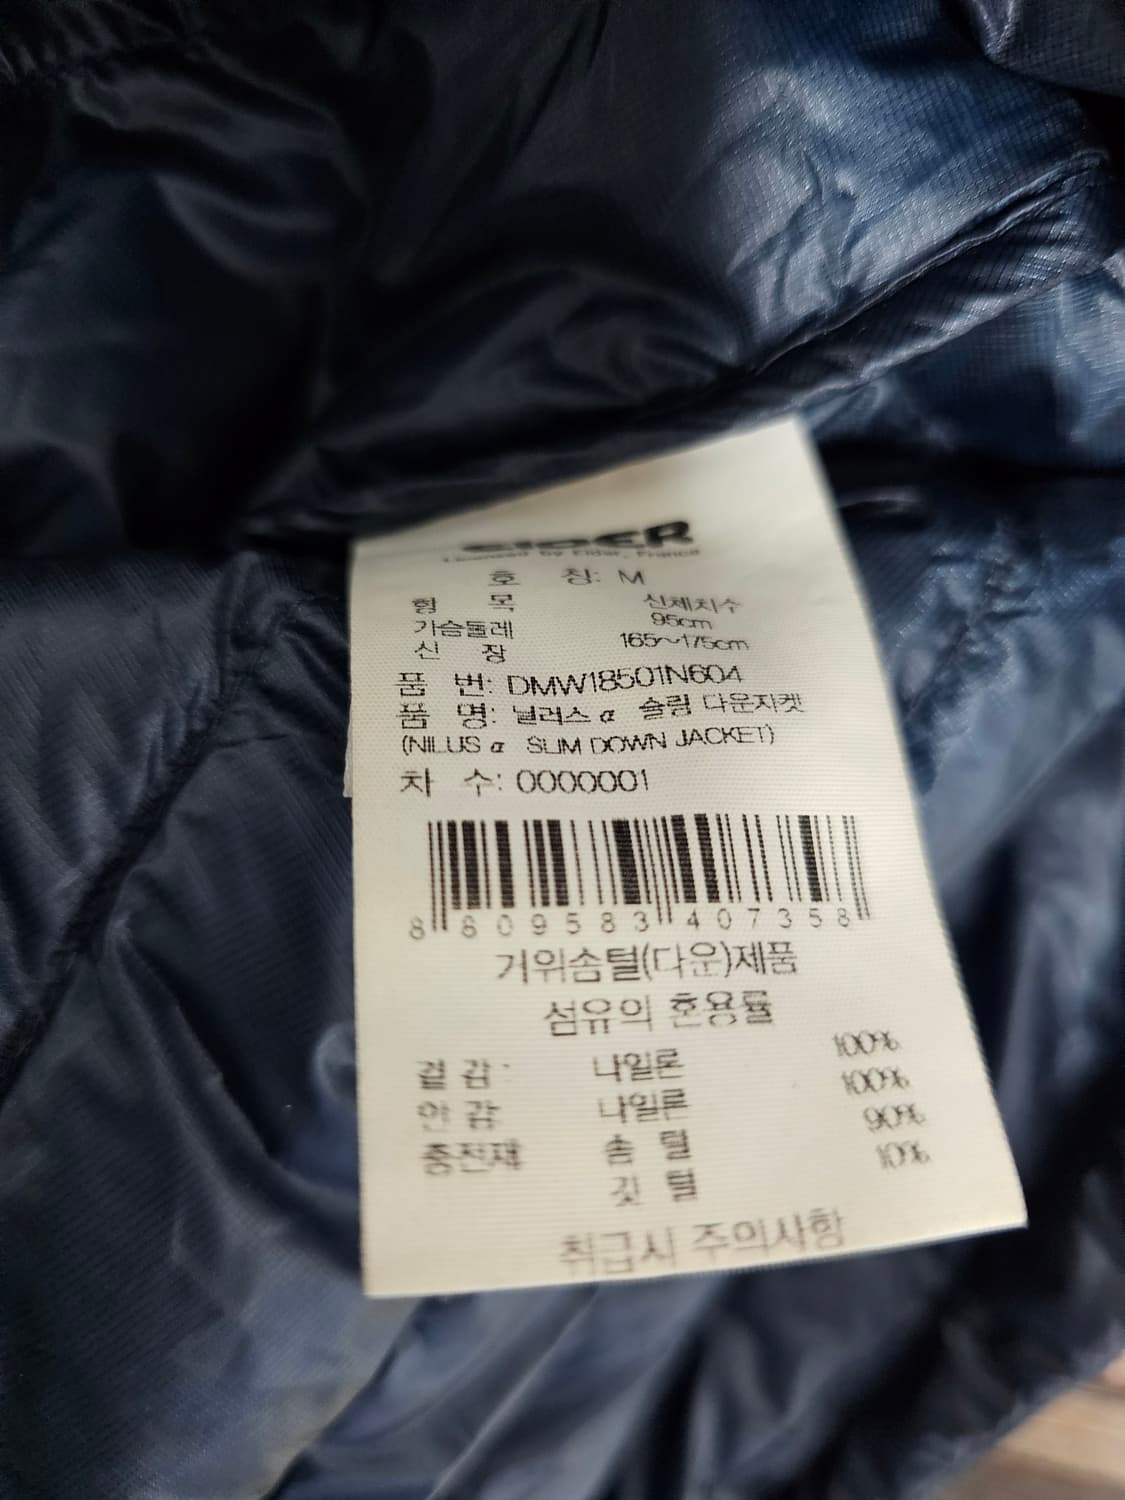 EIDER
Licensed by Eider, France
호 칭: M
항 목 신체치수
가슴둘레 95cm
신 장 165~175cm
품 번: DMW18501N604
품 명: 닐러스 α 슬림 다운자켓
(NILUS α SLIM DOWN JACKET)
차 수: 0000001
8 809583 407358
거위솜털(다운)제품
섬유의 혼용률
겉 감: 나일론 100%
안 감 나일론 100%
충전재 솜 털 90%
깃 털 10%
취급시 주의사항